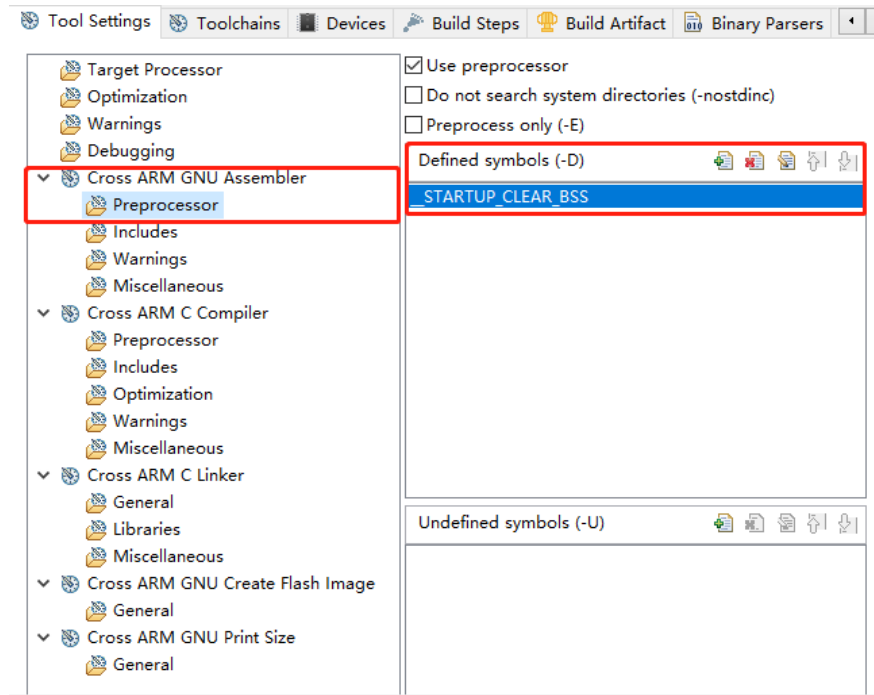 Tool Settings Toolchains Devices Build Steps Build Artifact Binary Parsers
Target Processor
Optimization
Warnings
Debugging
Cross ARM GNU Assembler
Preprocessor
Includes
Warnings
Miscellaneous
Cross ARM C Compiler
Preprocessor
Includes
Optimization
Warnings
Miscellaneous
Cross ARM C Linker
General
Libraries
Miscellaneous
Cross ARM GNU Create Flash Image
General
Cross ARM GNU Print Size
General
Use preprocessor
Do not search system directories (-nostdinc)
Preprocess only (-E)
Defined symbols (-D)
__STARTUP_CLEAR_BSS
Undefined symbols (-U)